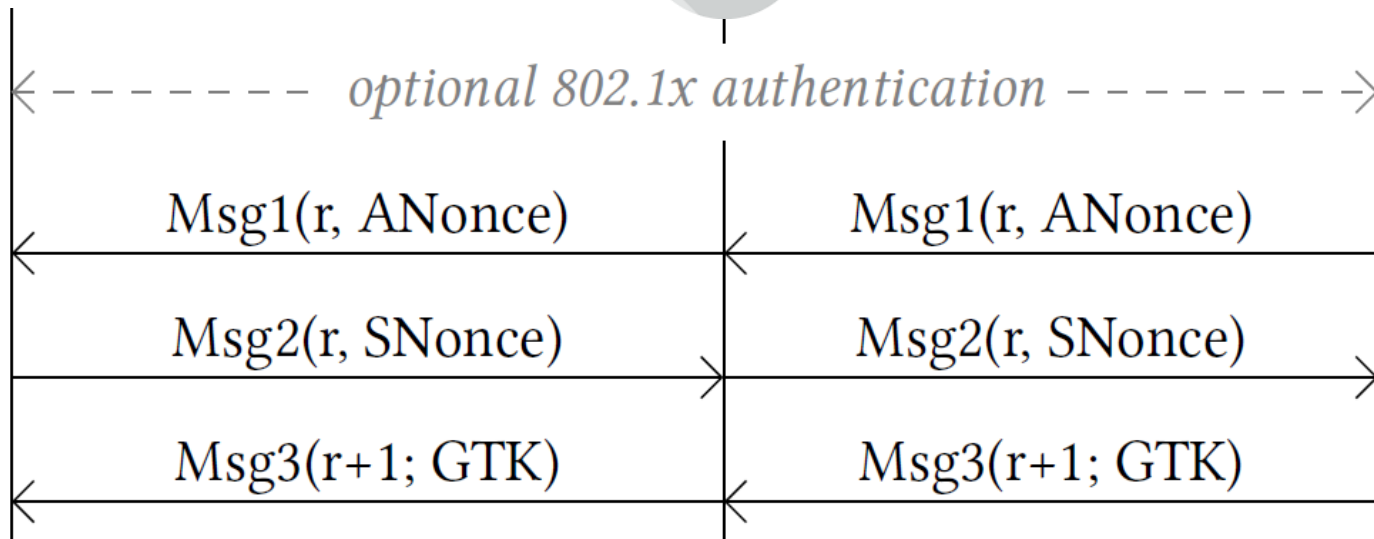 optional 802.1x authentication
Msg1(r, ANonce) Msg1(r, ANonce)
Msg2(r, SNonce) Msg2(r, SNonce)
Msg3(r+1; GTK) Msg3(r+1; GTK)